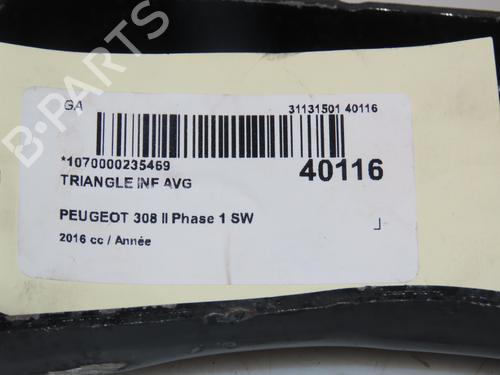 GA
31131501 40116
*1070000235469
40116
TRIANGLE INF AVG
PEUGEOT 308 II Phase 1 SW
2016 cc / Année
B-PARTS